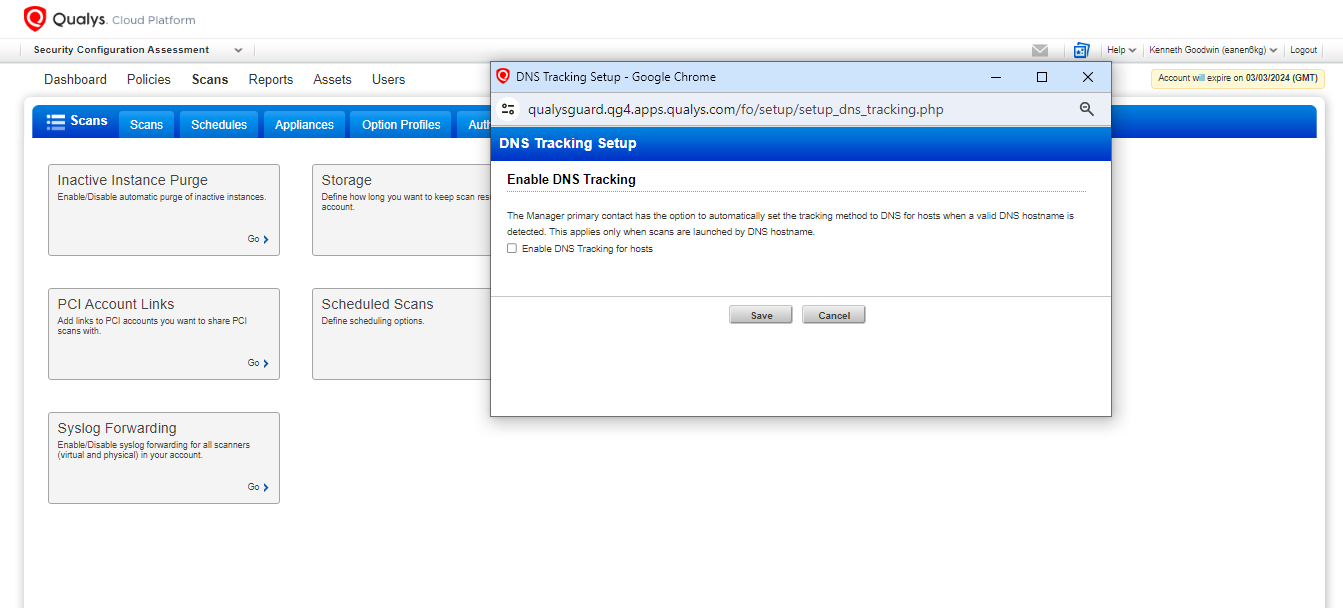 Qualys. Cloud Platform
Security Configuration Assessment
Help
Kenneth Goodwin (eanen6kg)
Logout
Dashboard Policies Scans Reports Assets Users
Account will expire on 03/03/2024 (GMT)
Scans
Scans Schedules Appliances Option Profiles Auth
Inactive Instance Purge
Enable/Disable automatic purge of inactive instances.
Go
Storage
Define how long you want to keep scan res
account.
PCI Account Links
Add links to PCI accounts you want to share PCI
scans with.
Go
Scheduled Scans
Define scheduling options.
Syslog Forwarding
Enable/Disable syslog forwarding for all scanners
(virtual and physical) in your account.
Go
DNS Tracking Setup - Google Chrome
qualysguard.qg4.apps.qualys.com/fo/setup/setup_dns_tracking.php
DNS Tracking Setup
Enable DNS Tracking
The Manager primary contact has the option to automatically set the tracking method to DNS for hosts when a valid DNS hostname is
detected. This applies only when scans are launched by DNS hostname.
Enable DNS Tracking for hosts
Save Cancel